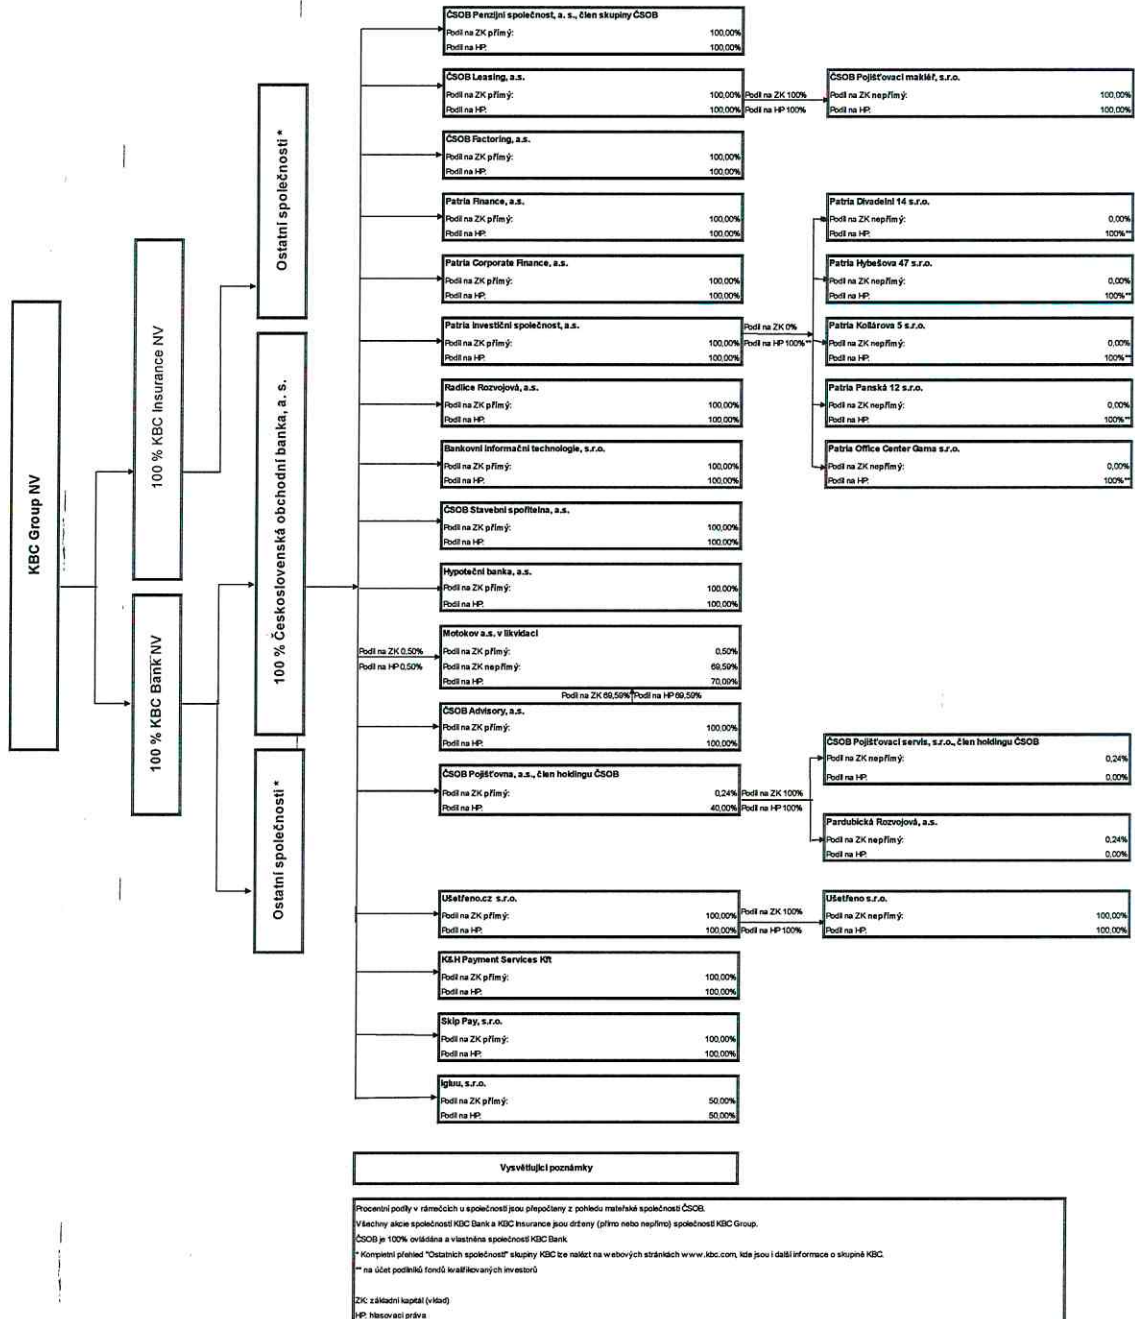 KBC Group NV
100 % KBC Insurance NV
100 % KBC Bank NV
Ostatní společnosti *
100 % Československá obchodní banka, a. s.
Ostatní společnosti *
ČSOB Penzijní společnost, a. s., člen skupiny ČSOB
Podíl na ZK přímý: 100,00%
Podíl na HP: 100,00%
ČSOB Leasing, a.s.
Podíl na ZK přímý: 100,00%
Podíl na HP: 100,00%
Podíl na ZK 100%
Podíl na HP 100%
ČSOB Pojišťovací makléř, s.r.o.
Podíl na ZK nepřímý: 100,00%
Podíl na HP: 100,00%
ČSOB Factoring, a.s.
Podíl na ZK přímý: 100,00%
Podíl na HP: 100,00%
Patria Finance, a.s.
Podíl na ZK přímý: 100,00%
Podíl na HP: 100,00%
Patria Corporate Finance, a.s.
Podíl na ZK přímý: 100,00%
Podíl na HP: 100,00%
Patria investiční společnost, a.s.
Podíl na ZK přímý: 100,00%
Podíl na HP: 100,00%
Podíl na ZK 0%
Podíl na HP 100%**
Patria Divadelní 14 s.r.o.
Podíl na ZK nepřímý: 0,00%
Podíl na HP: 100%**
Patria Hybešova 47 s.r.o.
Podíl na ZK nepřímý: 0,00%
Podíl na HP: 100%**
Patria Kollárova 5 s.r.o.
Podíl na ZK nepřímý: 0,00%
Podíl na HP: 100%**
Patria Panská 12 s.r.o.
Podíl na ZK nepřímý: 0,00%
Podíl na HP: 100%**
Patria Office Center Gama s.r.o.
Podíl na ZK nepřímý: 0,00%
Podíl na HP: 100%**
Radlice Rozvojová, a.s.
Podíl na ZK přímý: 100,00%
Podíl na HP: 100,00%
Bankovní informační technologie, s.r.o.
Podíl na ZK přímý: 100,00%
Podíl na HP: 100,00%
ČSOB Stavební spořitelna, a.s.
Podíl na ZK přímý: 100,00%
Podíl na HP: 100,00%
Hypoteční banka, a.s.
Podíl na ZK přímý: 100,00%
Podíl na HP: 100,00%
Podíl na ZK 0,50%
Podíl na HP 0,50%
Motokov a.s. v likvidaci
Podíl na ZK přímý: 0,50%
Podíl na ZK nepřímý: 69,59%
Podíl na HP: 70,09%
Podíl na ZK 69,59% Podíl na HP 69,59%
ČSOB Advisory, a.s.
Podíl na ZK přímý: 100,00%
Podíl na HP: 100,00%
ČSOB Pojišťovna, a.s., člen holdingu ČSOB
Podíl na ZK přímý: 0,24%
Podíl na HP: 40,00%
Podíl na ZK 100%
Podíl na HP 100%
ČSOB Pojišťovací servis, s.r.o., člen holdingu ČSOB
Podíl na ZK nepřímý: 0,24%
Podíl na HP: 0,00%
Pardubická Rozvojová, a.s.
Podíl na ZK nepřímý: 0,24%
Podíl na HP: 0,00%
Ušetřeno.cz s.r.o.
Podíl na ZK přímý: 100,00%
Podíl na HP: 100,00%
Podíl na ZK 100%
Podíl na HP 100%
Ušetřeno s.r.o.
Podíl na ZK nepřímý: 100,00%
Podíl na HP: 100,00%
K&H Payment Services Kft
Podíl na ZK přímý: 100,00%
Podíl na HP: 100,00%
Skip Pay, s.r.o.
Podíl na ZK přímý: 100,00%
Podíl na HP: 100,00%
Igluu, s.r.o.
Podíl na ZK přímý: 50,00%
Podíl na HP: 50,00%
Vysvětlující poznámky
Procentní podíly v rámečcích u společností jsou přepočteny z pohledu mateřské společnosti ČSOB.
Všechny akcie společností KBC Bank a KBC Insurance jsou drženy (přímo nebo nepřímo) společností KBC Group.
ČSOB je 100% ovládána a vlastněna společností KBC Bank
* Kompletní přehled "Ostatních společností" skupiny KBC lze nalézt na webových stránkách www.kbc.com, kde jsou i další informace o skupině KBC.
** na účet podílníků fondů kvalifikovaných investorů
ZK: základní kapitál (vklad)
HP: hlasovací práva